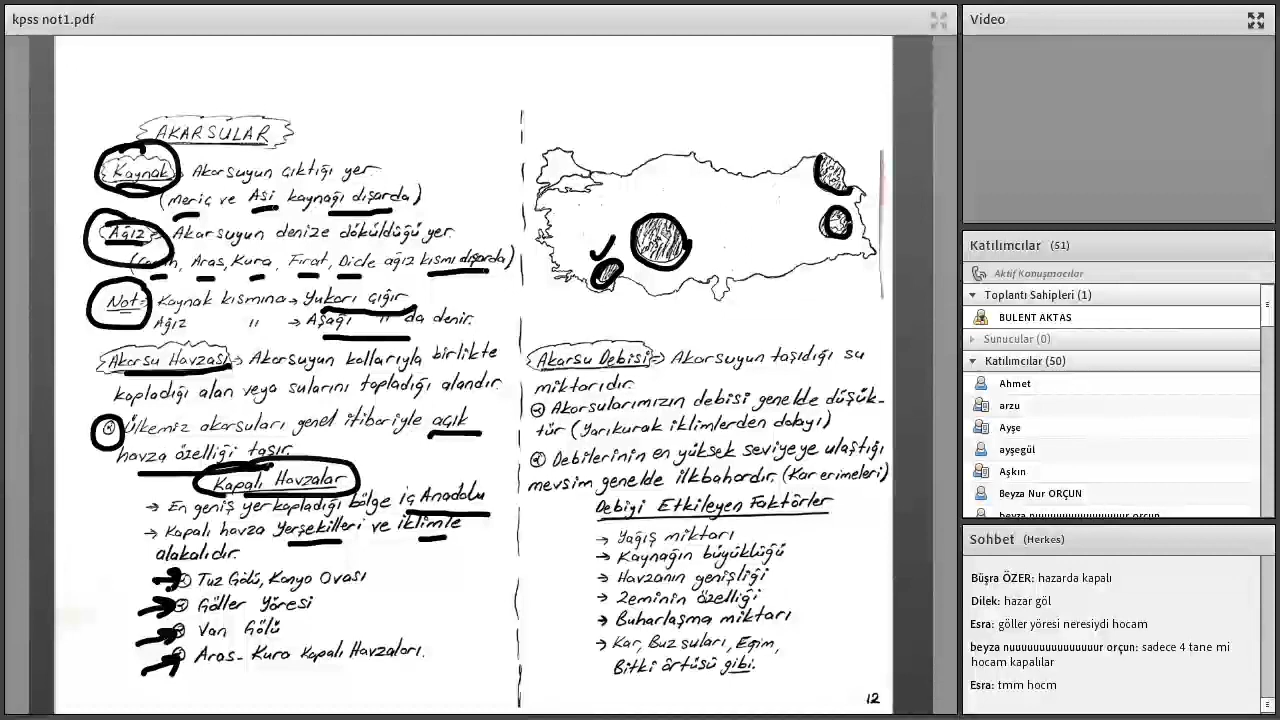 kpss not1.pdf
AKARSULAR
Kaynak → Akarsuyun çıktığı yer.
(Meriç ve Asi kaynağı dışarda)
Ağız → Akarsuyun denize döküldüğü yer.
Aras, Kura, Fırat, Dicle ağız kısmı dışarda)
Not → Kaynak kısmına → Yukarı çığır
Ağız " → Aşağı " da denir.
Akarsu Havzası → Akarsuyun kollarıyla birlikte
kapladığı alan veya sularını topladığı alandır.
Ülkemiz akarsuları genel itibariyle açık
havza özelliği taşır.
Kapalı Havzalar
→ En geniş yer kapladığı bölge iç Anadolu
→ Kapalı havza yerşekilleri ve iklimle
alakalıdır.
Tuz Gölü, Konya Ovası
Göller Yöresi
Van Gölü
Aras-Kura Kapalı Havzaları.
Akarsu Debisi → Akarsuyun taşıdığı su
miktarıdır.
Akarsularımızın debisi genelde düşük-
tür (Yarıkurak iklimlerden dolayı)
Debilerinin en yüksek seviyeye ulaştığı
mevsim genelde ilkbahardır (Kar erimeleri)
Debiyi Etkileyen Faktörler
→ Yağış miktarı
→ Kaynağın büyüklüğü
→ Havzanın genişliği
→ Zeminin özelliği
→ Buharlaşma miktarı
→ Kar, Buz suları, Eğim,
Bitki örtüsü gibi.
12
Video
Katılımcılar (51)
Aktif Konuşmacılar
Toplantı Sahipleri (1)
BULENT AKTAS
Sunucular (0)
Katılımcılar (50)
Ahmet
arzu
Ayşe
ayşegül
Aşkın
Beyza Nur ORÇUN
Sohbet (Herkes)
Büşra ÖZER: hazarda kapalı
Dilek: hazar göl
Esra: göller yöresi neresiydi hocam
beyza nuuuuuuuuuuuuuuur orçun: sadece 4 tane mi
hocam kapalılar
Esra: tmm hocm